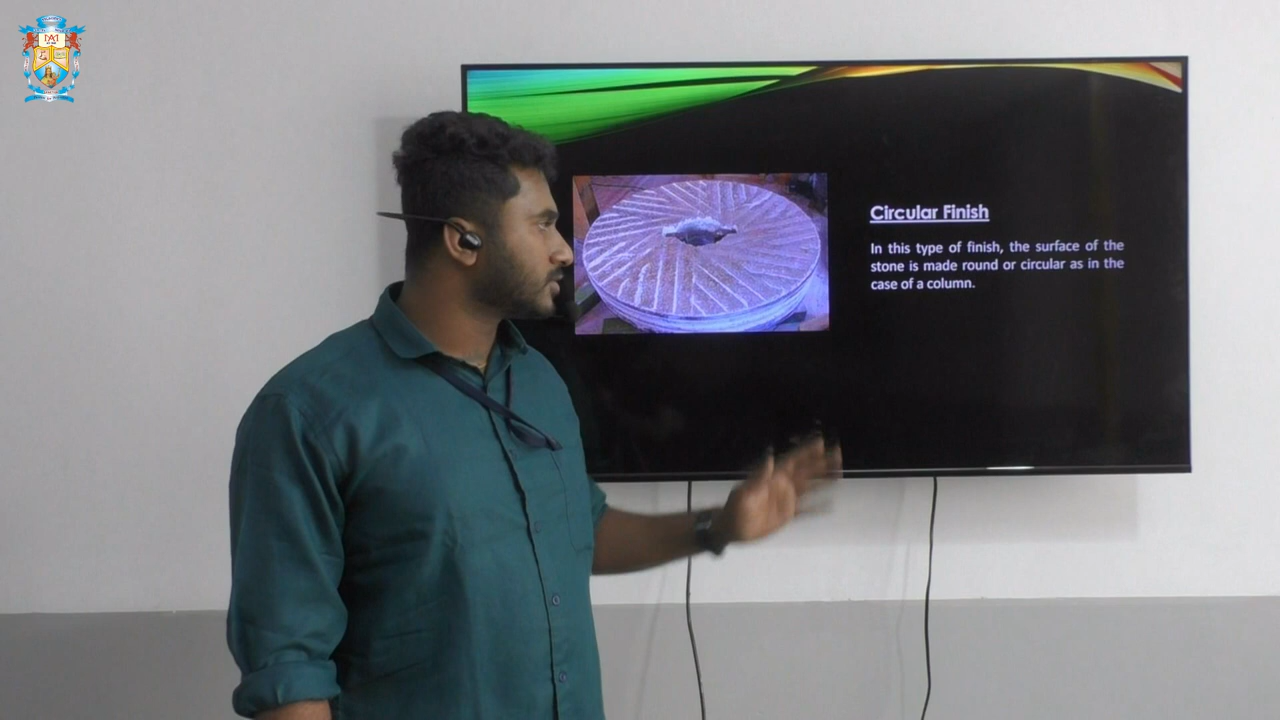 Circular Finish
In this type of finish, the surface of the
stone is made round or circular as in the
case of a column.